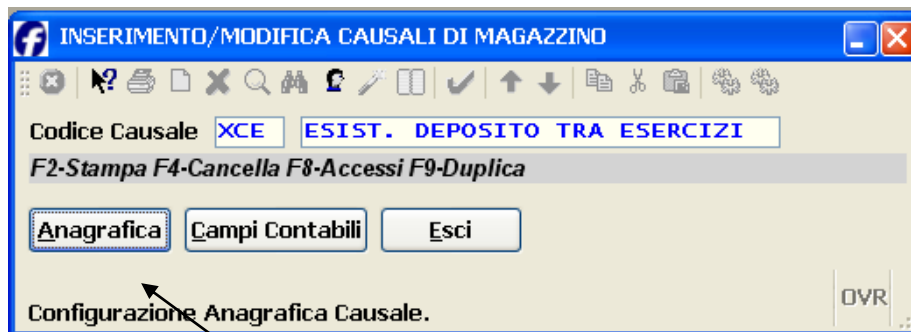 INSERIMENTO/MODIFICA CAUSALI DI MAGAZZINO
Codice Causale XCE ESIST. DEPOSITO TRA ESERCIZI
F2-Stampa F4-Cancella F8-Accessi F9-Duplica
Anagrafica Campi Contabili Esci
Configurazione Anagrafica Causale. OVR